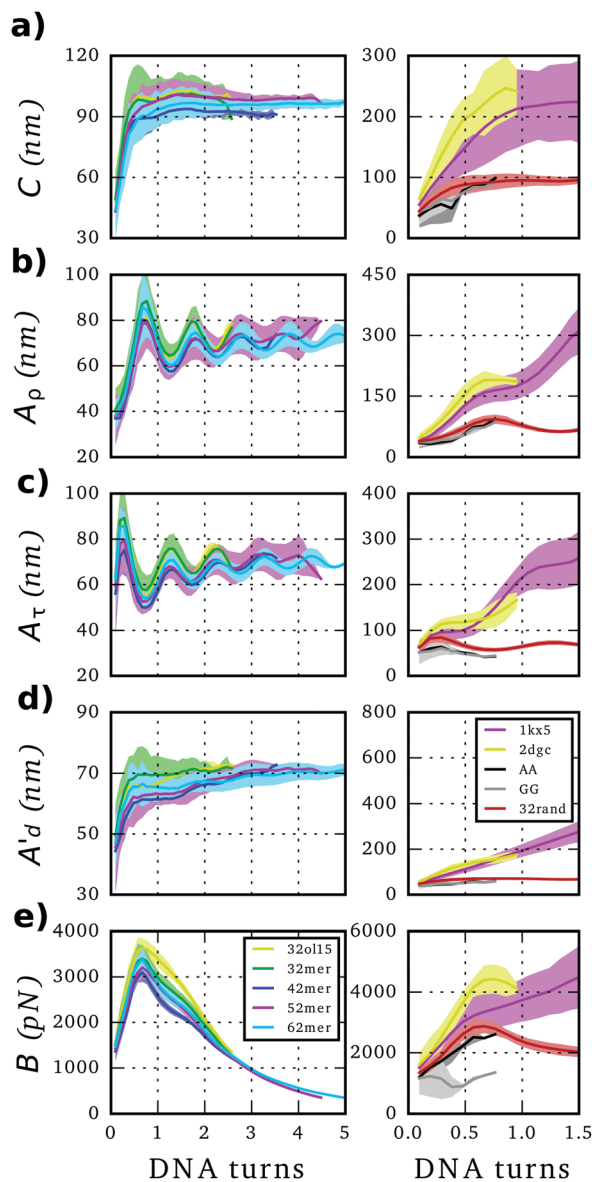 a)
C (nm)
120
90
60
30
300
200
100
0
b)
Aρ (nm)
100
80
60
40
20
450
300
150
0
c)
Aτ (nm)
100
80
60
40
20
400
300
200
100
0
d)
A'd (nm)
90
70
50
30
800
600
400
200
0
1kx5
2dgc
AA
GG
32rand
e)
B (pN)
4000
3000
2000
1000
0
32ol15
32mer
42mer
52mer
62mer
6000
4000
2000
0
0 1 2 3 4 5
0.0 0.5 1.0 1.5
DNA turns DNA turns